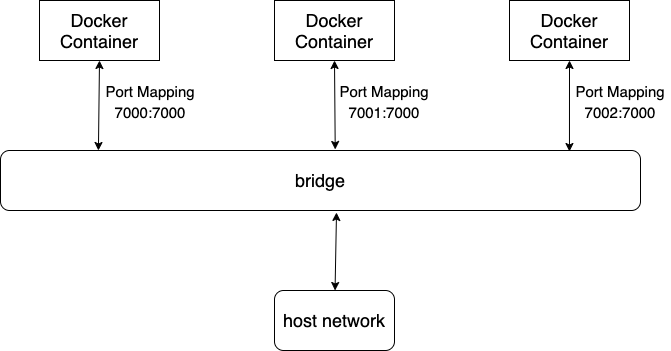 Docker
Container
Docker
Container
Docker
Container
Port Mapping
7000:7000
Port Mapping
7001:7000
Port Mapping
7002:7000
bridge
host network